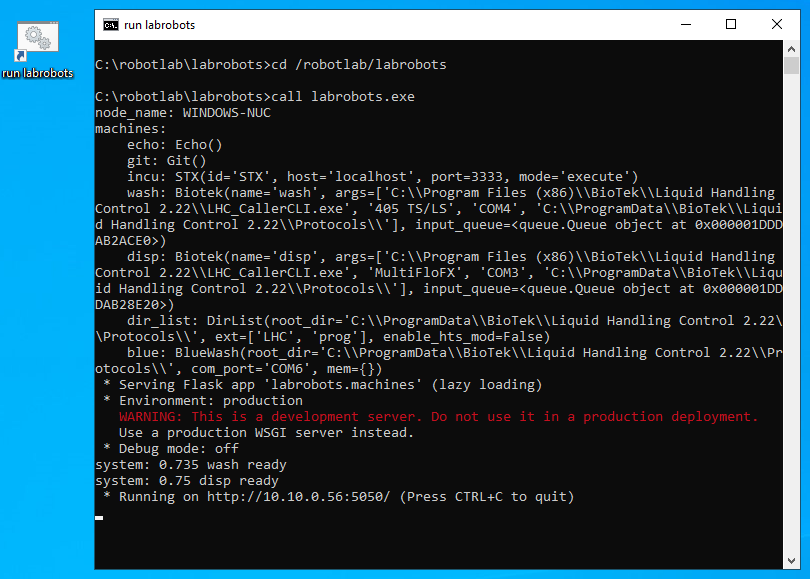 run labrobots
run labrobots
C:\robotlab\labrobots>cd /robotlab/labrobots
C:\robotlab\labrobots>call labrobots.exe
node_name: WINDOWS-NUC
machines:
echo: Echo()
git: Git()
incu: STX(id='STX', host='localhost', port=3333, mode='execute')
wash: Biotek(name='wash', args=['C:\\Program Files (x86)\\BioTek\\Liquid Handling
Control 2.22\\LHC_CallerCLI.exe', '405 TS/LS', 'COM4', 'C:\\ProgramData\\BioTek\\Liqui
d Handling Control 2.22\\Protocols\\'], input_queue=<queue.Queue object at 0x000001DDD
AB2ACE0>)
disp: Biotek(name='disp', args=['C:\\Program Files (x86)\\BioTek\\Liquid Handling
Control 2.22\\LHC_CallerCLI.exe', 'MultiFloFX', 'COM3', 'C:\\ProgramData\\BioTek\\Liqu
id Handling Control 2.22\\Protocols\\'], input_queue=<queue.Queue object at 0x000001DD
DAB28E20>)
dir_list: DirList(root_dir='C:\\ProgramData\\BioTek\\Liquid Handling Control 2.22\
\Protocols\\', ext=['LHC', 'prog'], enable_hts_mod=False)
blue: BlueWash(root_dir='C:\\ProgramData\\BioTek\\Liquid Handling Control 2.22\\Pr
otocols\\', com_port='COM6', mem={})
* Serving Flask app 'labrobots.machines' (lazy loading)
* Environment: production
WARNING: This is a development server. Do not use it in a production deployment.
Use a production WSGI server instead.
* Debug mode: off
system: 0.735 wash ready
system: 0.75 disp ready
* Running on http://10.10.0.56:5050/ (Press CTRL+C to quit)